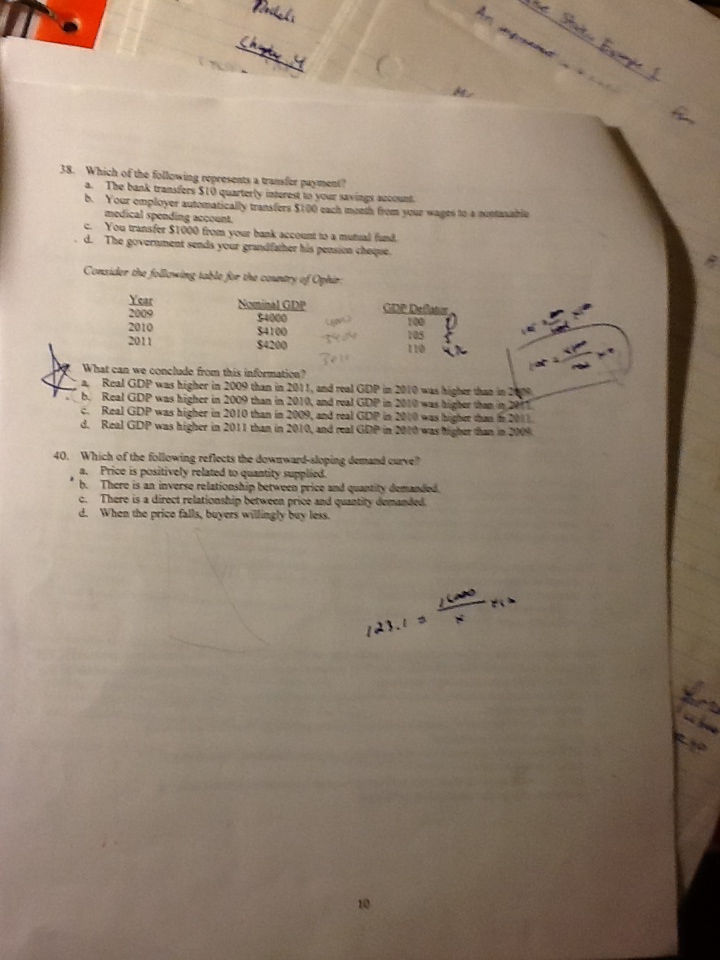 Chapter 4
An
38. Which of the following represents a transfer payment?
a. The bank transfers $10 quarterly interest to your savings account.
b. Your employer automatically transfers $100 each month from your wages to a nontaxable
medical spending account.
c. You transfer $1000 from your bank account to a mutual fund.
d. The government sends your grandfather his pension cheque.
Consider the following table for the country of Ophir:
Year Nominal GDP GDP Deflator
2009 $4000 100
2010 $4100 105
2011 $4200 110
What can we conclude from this information?
a. Real GDP was higher in 2009 than in 2011, and real GDP in 2010 was higher than in 2009.
b. Real GDP was higher in 2009 than in 2010, and real GDP in 2010 was higher than in 2011.
c. Real GDP was higher in 2010 than in 2009, and real GDP in 2010 was higher than in 2011.
d. Real GDP was higher in 2011 than in 2010, and real GDP in 2010 was higher than in 2009.
40. Which of the following reflects the downward-sloping demand curve?
a. Price is positively related to quantity supplied.
b. There is an inverse relationship between price and quantity demanded.
c. There is a direct relationship between price and quantity demanded.
d. When the price falls, buyers willingly buy less.
123.1 =
x
10